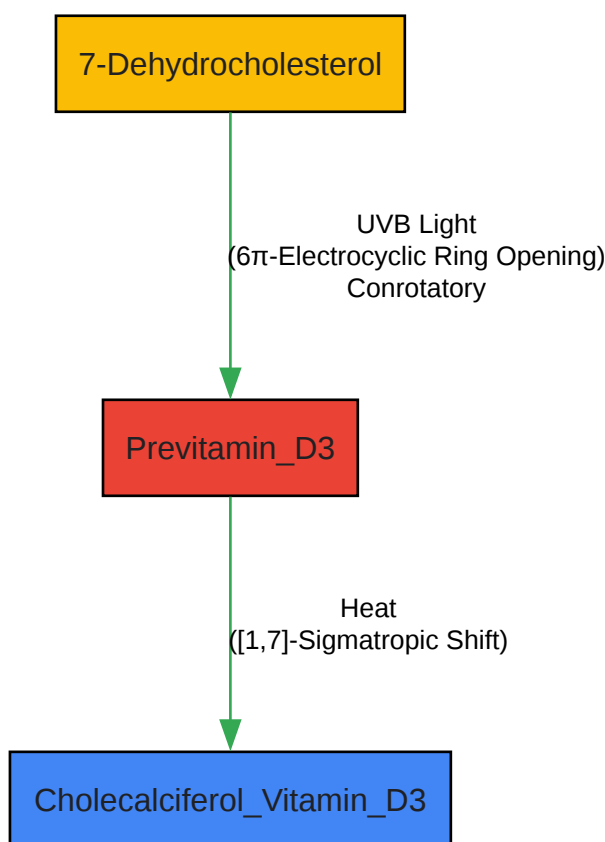 7-Dehydrocholesterol
UVB Light
(6π-Electrocyclic Ring Opening)
Conrotatory
Previtamin_D3
Heat
([1,7]-Sigmatropic Shift)
Cholecalciferol_Vitamin_D3